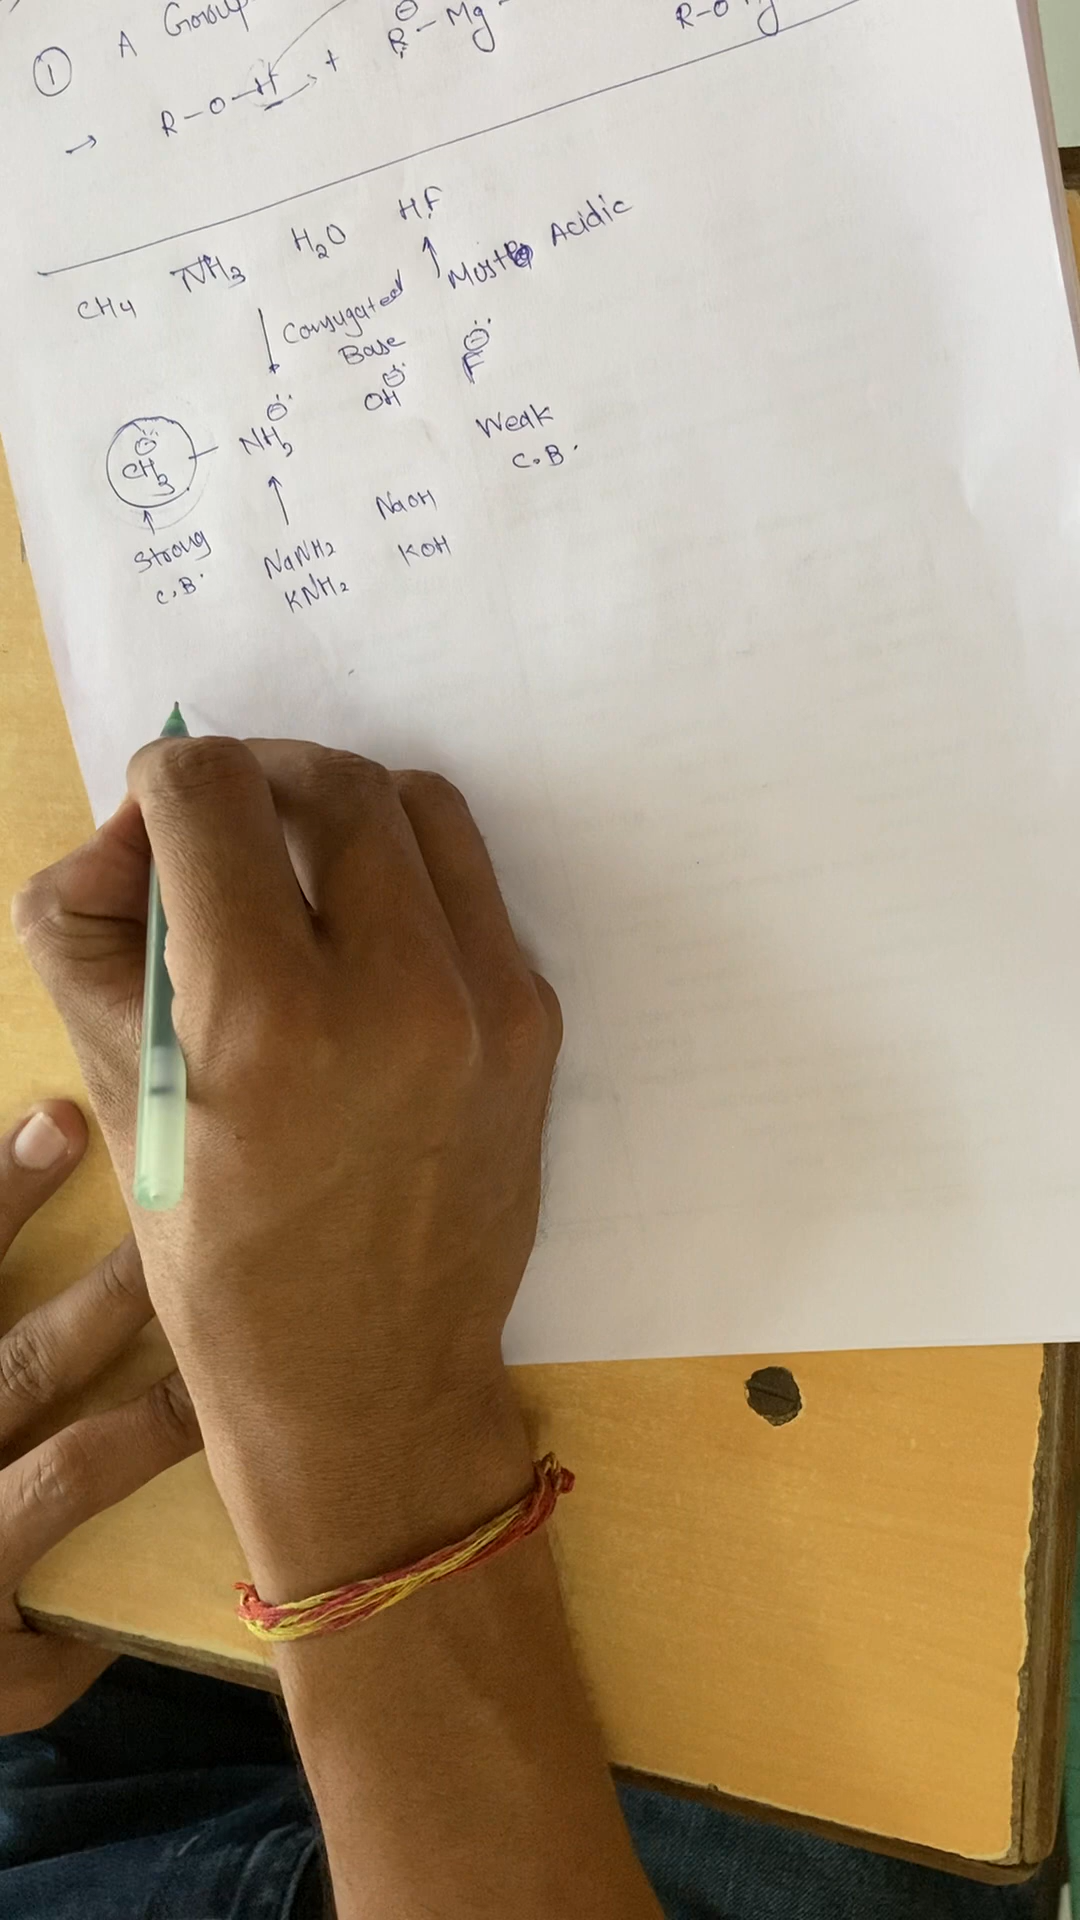 ① A Group
→ R-O-H + R-Mg R-O
CH4 NH3 H2O HF
Conjugated Base
Most Acidic
CH3⊖ NH2⊖ OH⊖ F⊖
Strong C.B.
NaNH2 KNH2
NaOH KOH
Weak C.B.